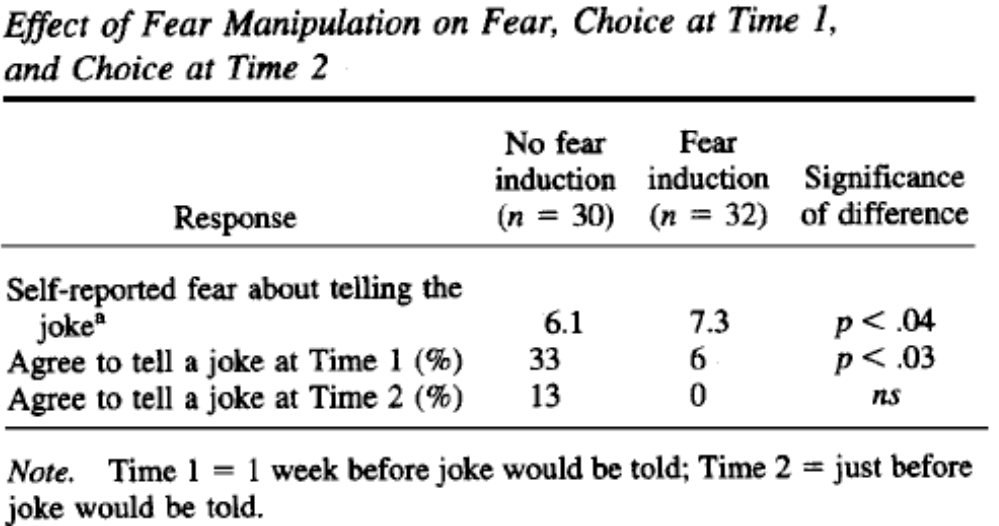 Effect of Fear Manipulation on Fear, Choice at Time 1,
and Choice at Time 2
No fear Fear
induction induction Significance
Response (n = 30) (n = 32) of difference
Self-reported fear about telling the
jokeᵃ 6.1 7.3 p < .04
Agree to tell a joke at Time 1 (%) 33 6 p < .03
Agree to tell a joke at Time 2 (%) 13 0 ns
Note. Time 1 = 1 week before joke would be told; Time 2 = just before
joke would be told.